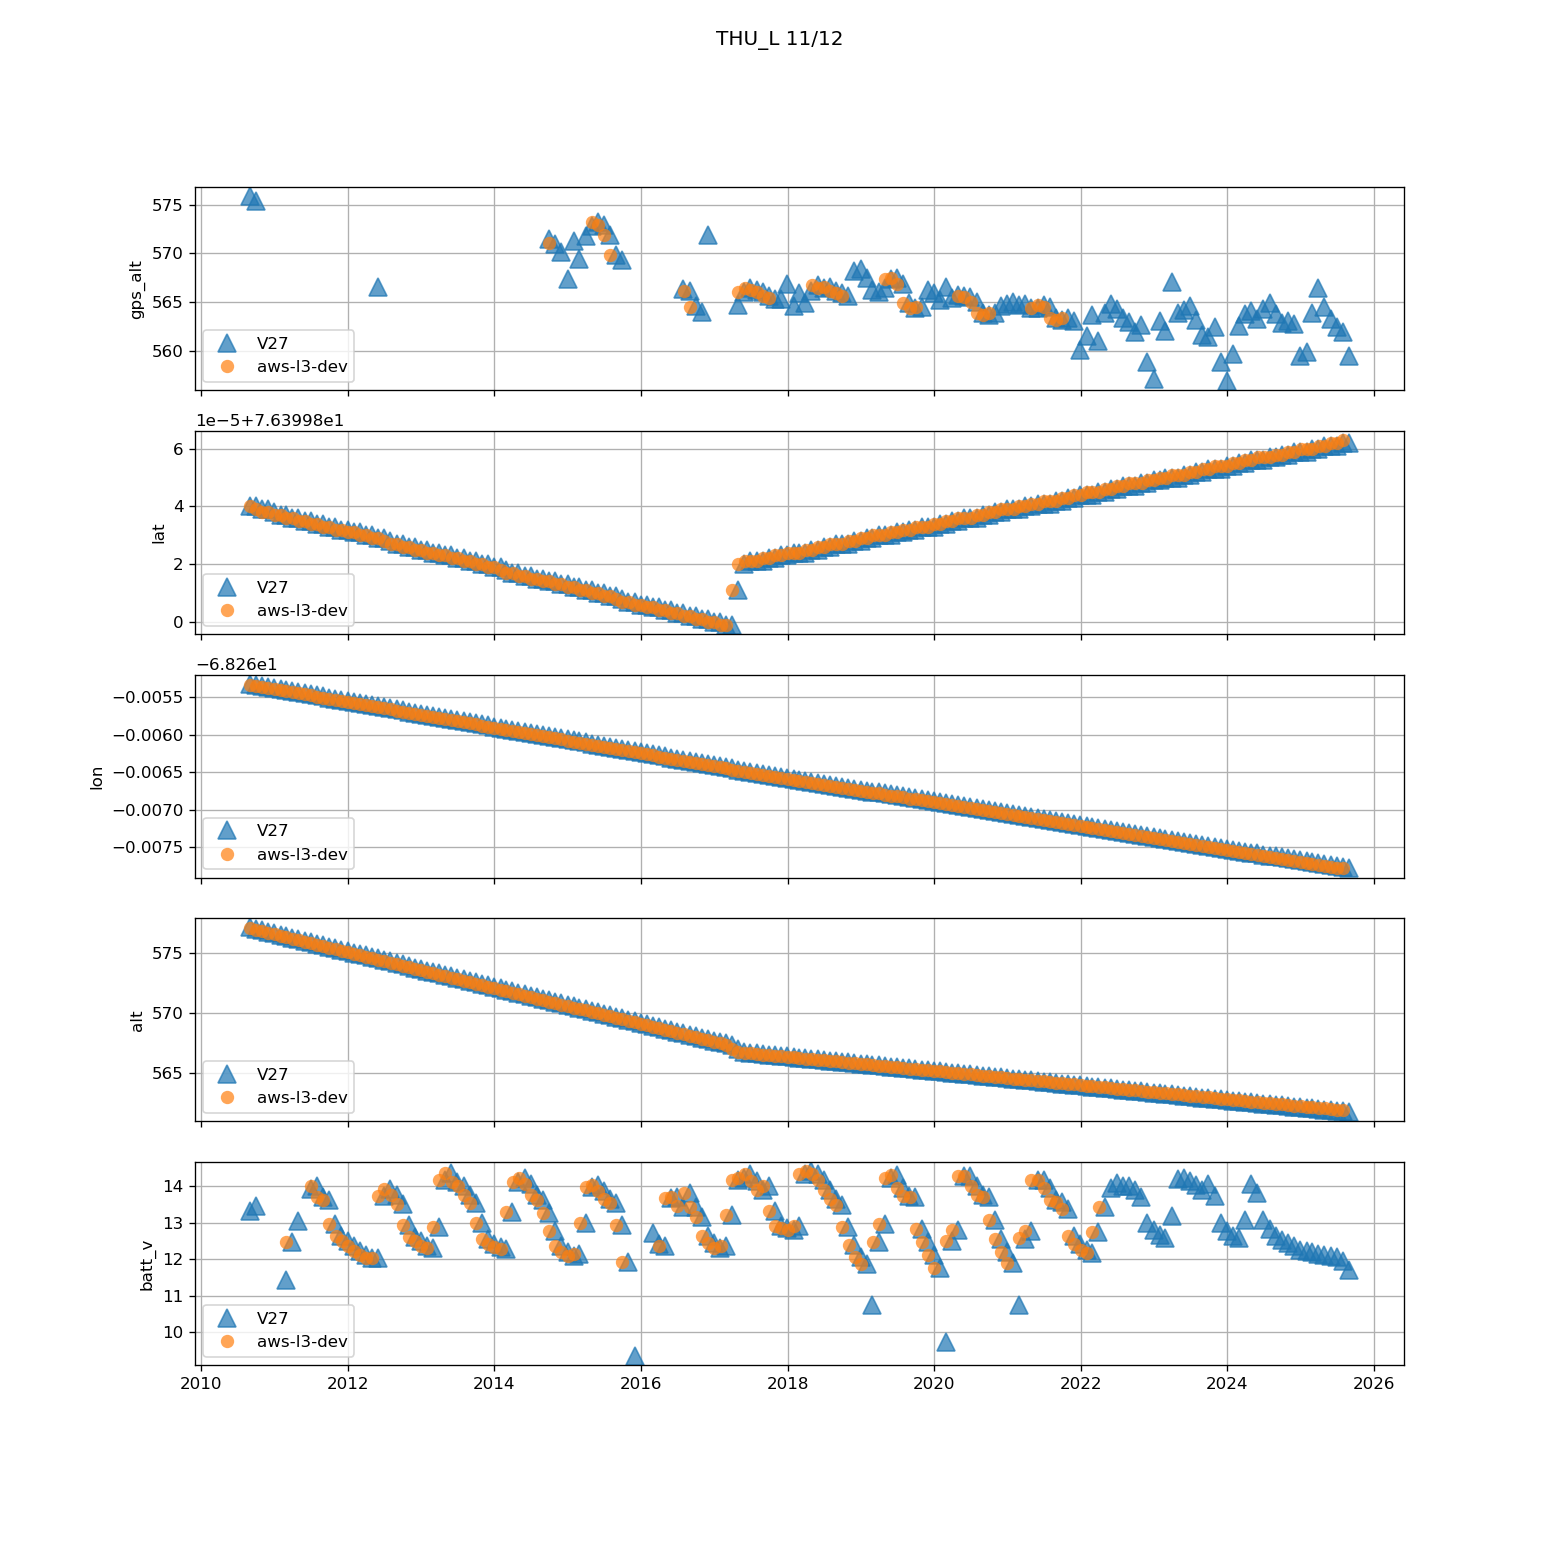 THU_L 11/12
575
570
565
560
gps_alt
V27
aws-l3-dev
1e−5+7.63998e1
6
4
2
0
lat
V27
aws-l3-dev
−6.826e1
−0.0055
−0.0060
−0.0065
−0.0070
−0.0075
lon
V27
aws-l3-dev
575
570
565
alt
V27
aws-l3-dev
14
13
12
11
10
batt_v
V27
aws-l3-dev
2010 2012 2014 2016 2018 2020 2022 2024 2026